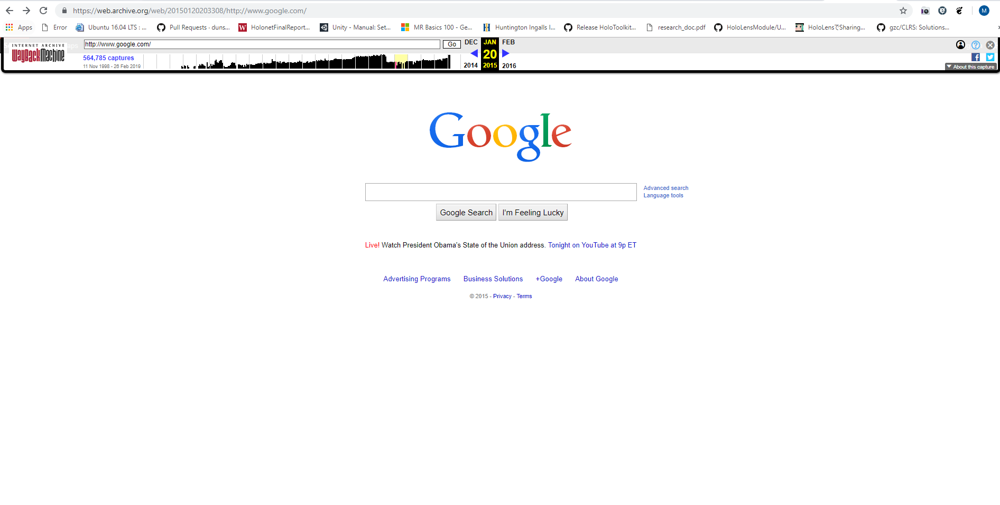 https://web.archive.org/web/20150120203308/http://www.google.com/
M
Apps Error Ubuntu 16.04 LTS : ... Pull Requests · duns... W HolonetFinalReport... Unity - Manual: Set... MR Basics 100 - Ge... Huntington Ingalls I... Release HoloToolkit... research_doc.pdf HoloLensModule/U... HoloLensでSharing... gzc/CLRS: Solutions...
INTERNET ARCHIVE
WayBackMachine
http://www.google.com/ Go DEC JAN FEB
564,785 captures 20
11 Nov 1998 - 26 Feb 2019 2014 2015 2016
About this capture
Google
Advanced search
Language tools
Google Search I'm Feeling Lucky
Live! Watch President Obama's State of the Union address. Tonight on YouTube at 9p ET
Advertising Programs Business Solutions +Google About Google
© 2015 - Privacy - Terms